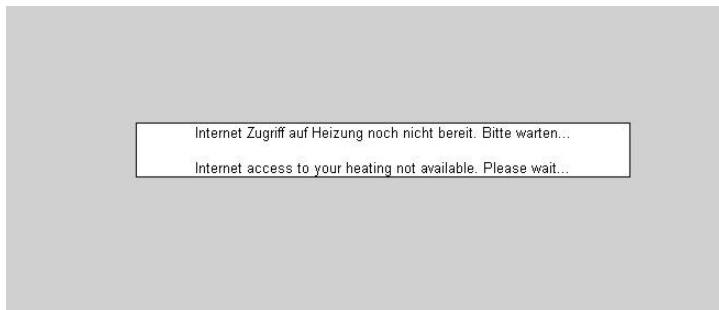 Internet Zugriff auf Heizung noch nicht bereit. Bitte warten...
Internet access to your heating not available. Please wait...